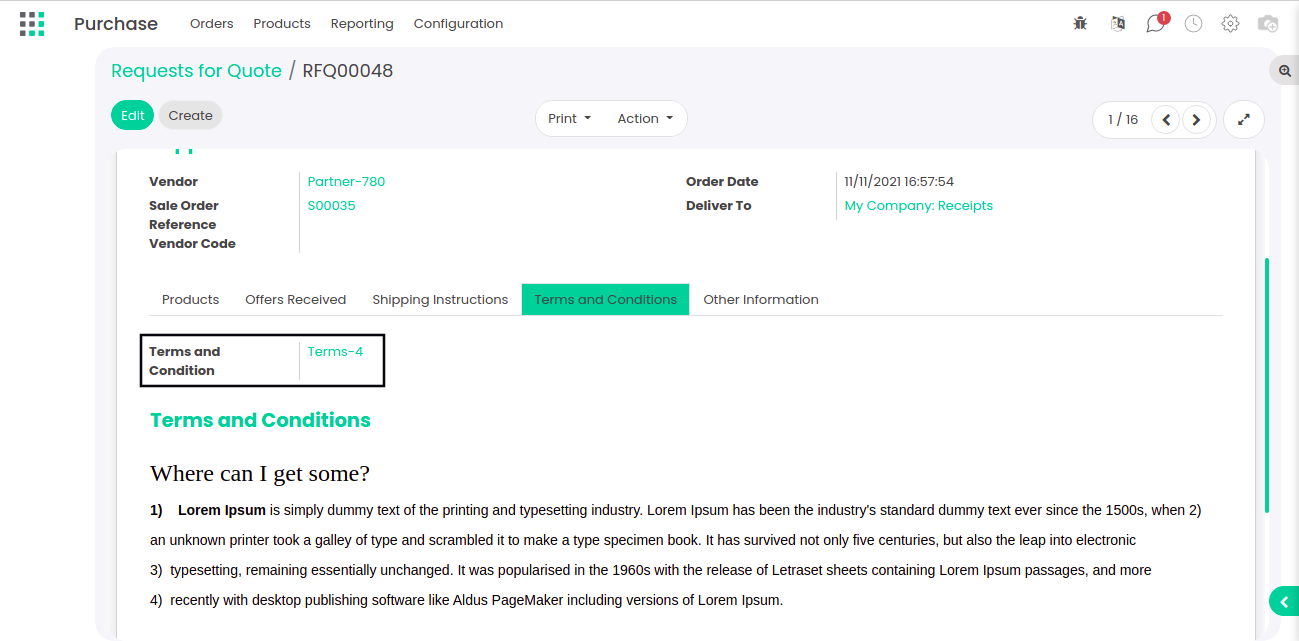 Purchase Orders Products Reporting Configuration 1
Requests for Quote / RFQ00048
Edit Create Print Action 1 / 16
Vendor Partner-780 Order Date 11/11/2021 16:57:54
Sale Order S00035 Deliver To My Company: Receipts
Reference
Vendor Code
Products Offers Received Shipping Instructions Terms and Conditions Other Information
Terms and Terms-4
Condition
Terms and Conditions
Where can I get some?
1) Lorem Ipsum is simply dummy text of the printing and typesetting industry. Lorem Ipsum has been the industry's standard dummy text ever since the 1500s, when 2)
an unknown printer took a galley of type and scrambled it to make a type specimen book. It has survived not only five centuries, but also the leap into electronic
3) typesetting, remaining essentially unchanged. It was popularised in the 1960s with the release of Letraset sheets containing Lorem Ipsum passages, and more
4) recently with desktop publishing software like Aldus PageMaker including versions of Lorem Ipsum.